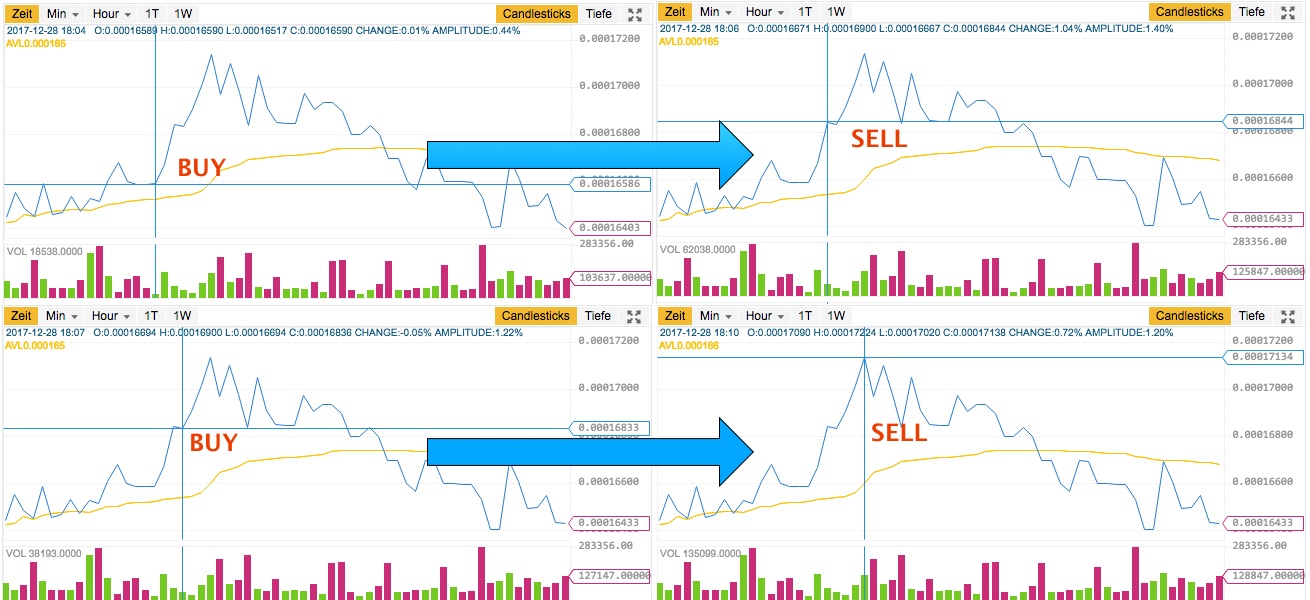 Zeit Min Hour 1T 1W Candlesticks Tiefe
2017-12-28 18:04 O:0.00016589 H:0.00016590 L:0.00016517 C:0.00016590 CHANGE:0.01% AMPLITUDE:0.44%
AVL0.000165
0.00017200
0.00017000
0.00016800
BUY
0.00016586
0.00016403
VOL 18538.0000
283356.00
103637.00000
Zeit Min Hour 1T 1W Candlesticks Tiefe
2017-12-28 18:06 O:0.00016671 H:0.00016900 L:0.00016667 C:0.00016844 CHANGE:1.04% AMPLITUDE:1.40%
AVL0.000165
0.00017200
0.00017000
0.00016844
0.00016800
SELL
0.00016600
0.00016433
VOL 62038.0000
283356.00
125847.00000
Zeit Min Hour 1T 1W Candlesticks Tiefe
2017-12-28 18:07 O:0.00016694 H:0.00016900 L:0.00016694 C:0.00016836 CHANGE:-0.05% AMPLITUDE:1.22%
AVL0.000165
0.00017200
0.00017000
0.00016833
BUY
0.00016600
0.00016433
VOL 38193.0000
283356.00
127147.00000
Zeit Min Hour 1T 1W Candlesticks Tiefe
2017-12-28 18:10 O:0.00017090 H:0.00017224 L:0.00017020 C:0.00017138 CHANGE:0.72% AMPLITUDE:1.20%
AVL0.000166
0.00017200
0.00017134
0.00017000
SELL
0.00016800
0.00016600
0.00016433
VOL 135099.0000
283356.00
128847.00000